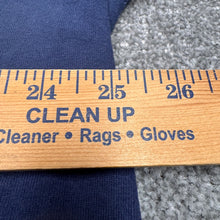 24 25 26
CLEAN UP
Cleaner • Rags • Gloves